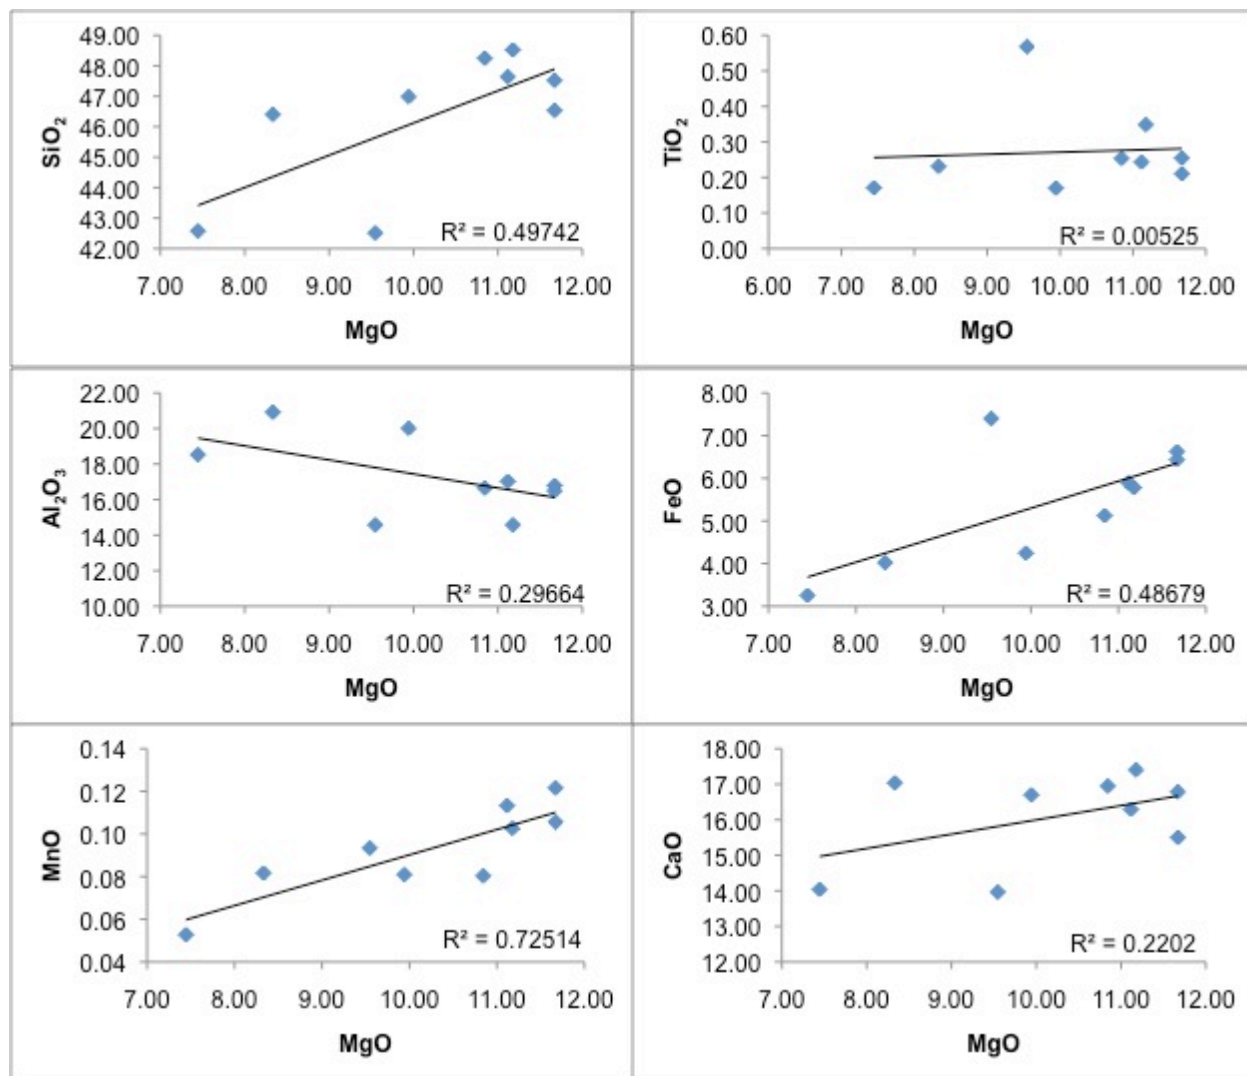 49.00
48.00
47.00
46.00
45.00
44.00
43.00
42.00
SiO₂
R² = 0.49742
7.00 8.00 9.00 10.00 11.00 12.00
MgO
0.60
0.50
0.40
0.30
0.20
0.10
0.00
TiO₂
R² = 0.00525
6.00 7.00 8.00 9.00 10.00 11.00 12.00
MgO
22.00
20.00
18.00
16.00
14.00
12.00
10.00
Al₂O₃
R² = 0.29664
7.00 8.00 9.00 10.00 11.00 12.00
MgO
8.00
7.00
6.00
5.00
4.00
3.00
FeO
R² = 0.48679
7.00 8.00 9.00 10.00 11.00 12.00
MgO
0.14
0.12
0.10
0.08
0.06
0.04
MnO
R² = 0.72514
7.00 8.00 9.00 10.00 11.00 12.00
MgO
18.00
17.00
16.00
15.00
14.00
13.00
12.00
CaO
R² = 0.2202
7.00 8.00 9.00 10.00 11.00 12.00
MgO